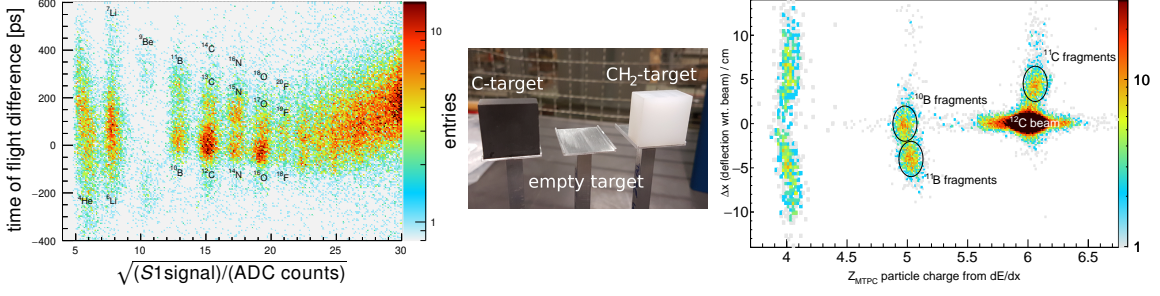 time of flight difference [ps]
600
400
200
0
−200
−400
⁷Li
⁹Be
¹¹B
¹⁴C
¹³C
¹⁶N
¹⁵N
¹⁸O
¹⁷O
²⁰F
¹⁹F
⁴He
⁶Li
¹⁰B
¹²C
¹⁴N
¹⁶O
¹⁸F
5
10
15
20
25
30
√(S1signal)/(ADC counts)
10
1
entries
C-target
CH₂-target
empty target
Δx (deflection wrt. beam) / cm
10
5
0
−5
−10
¹¹C fragments
¹⁰B fragments
¹²C beam
¹¹B fragments
4
4.5
5
5.5
6
6.5
Z_MTPC particle charge from dE/dx
10
1